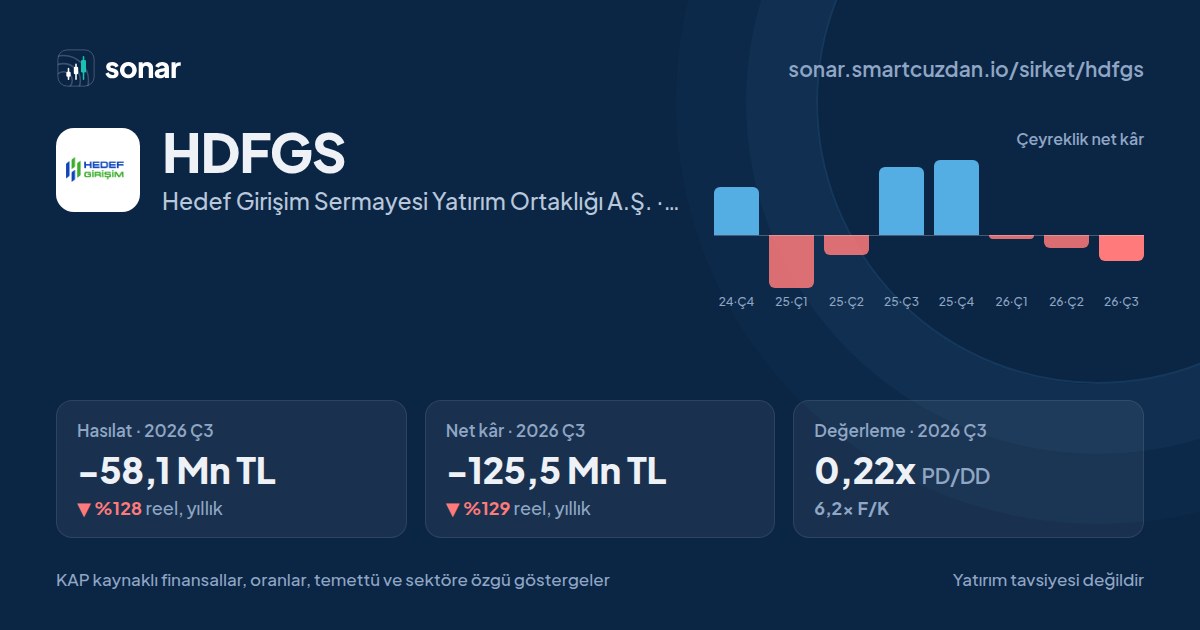 sonar
sonar.smartcuzdan.io/sirket/hdfgs
HEDEF
GİRİŞİM
HDFGS
Hedef Girişim Sermayesi Yatırım Ortaklığı A.Ş. ·...
Çeyreklik net kâr
24·Ç4 25·Ç1 25·Ç2 25·Ç3 25·Ç4 26·Ç1 26·Ç2 26·Ç3
Hasılat · 2026 Ç3
−58,1 Mn TL
▼ %128 reel, yıllık
Net kâr · 2026 Ç3
−125,5 Mn TL
▼ %129 reel, yıllık
Değerleme · 2026 Ç3
0,22x PD/DD
6,2× F/K
KAP kaynaklı finansallar, oranlar, temettü ve sektöre özgü göstergeler
Yatırım tavsiyesi değildir